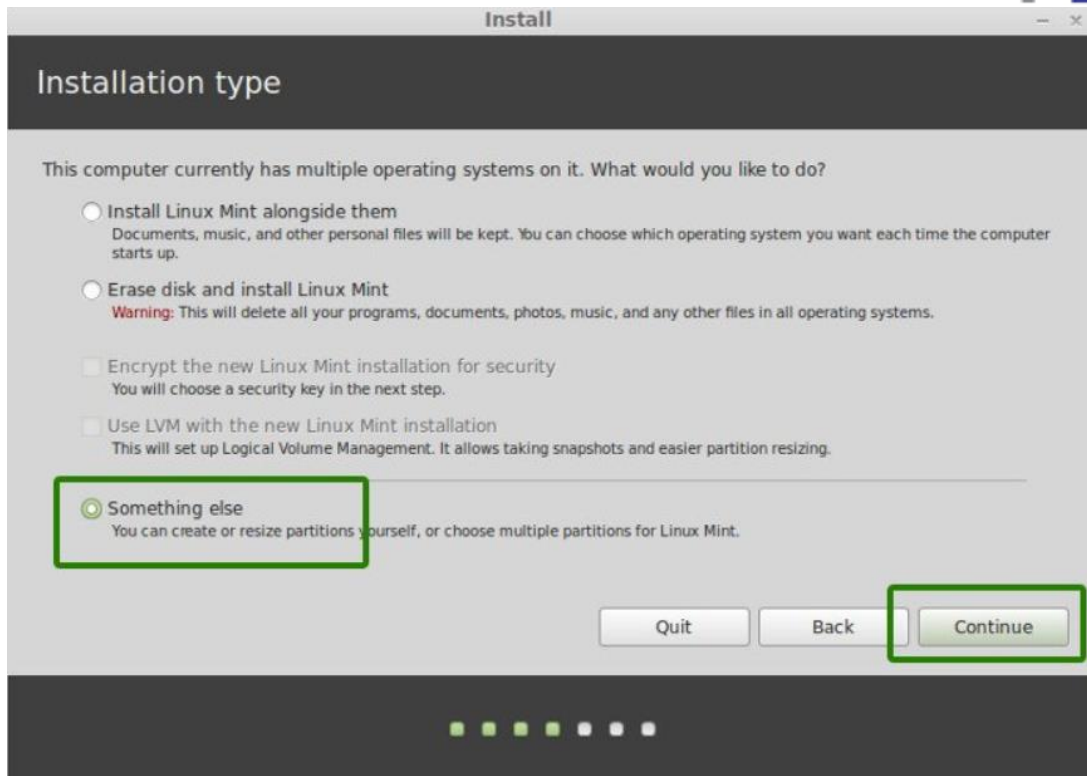 Install
Installation type
This computer currently has multiple operating systems on it. What would you like to do?
Install Linux Mint alongside them
Documents, music, and other personal files will be kept. You can choose which operating system you want each time the computer
starts up.
Erase disk and install Linux Mint
Warning: This will delete all your programs, documents, photos, music, and any other files in all operating systems.
Encrypt the new Linux Mint installation for security
You will choose a security key in the next step.
Use LVM with the new Linux Mint installation
This will set up Logical Volume Management. It allows taking snapshots and easier partition resizing.
Something else
You can create or resize partitions yourself, or choose multiple partitions for Linux Mint.
Quit Back Continue